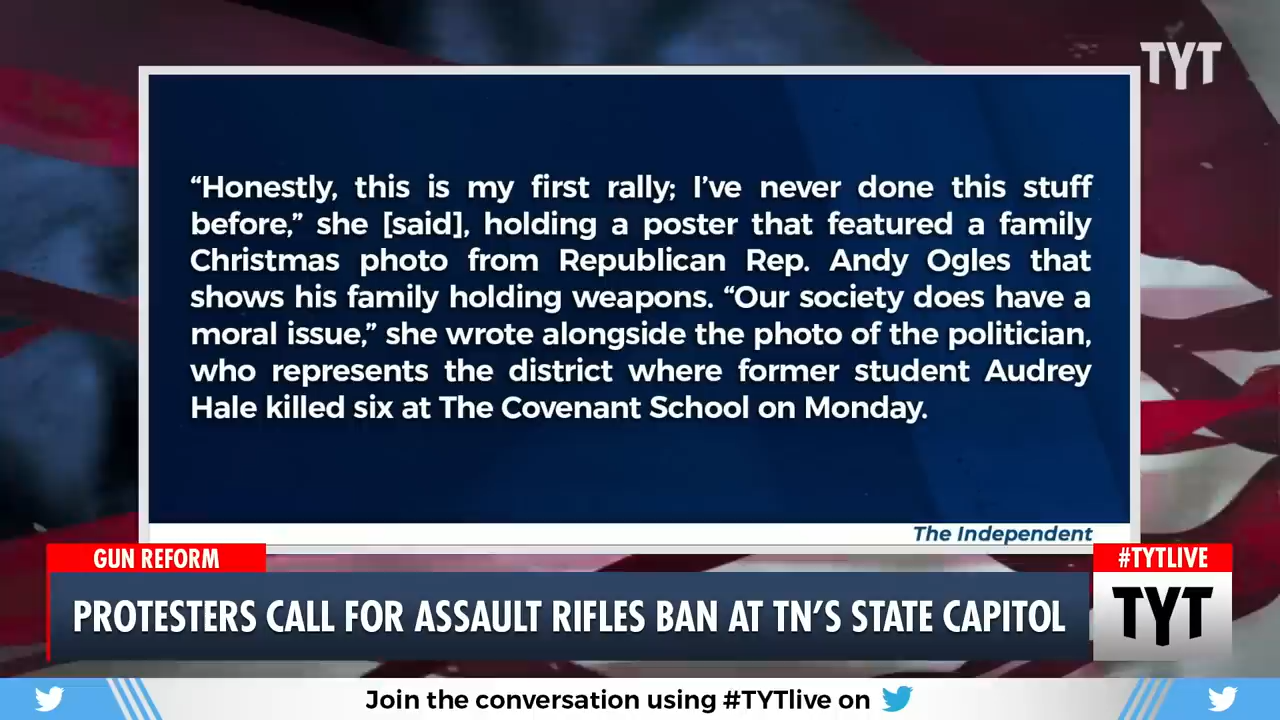 TYT
“Honestly, this is my first rally; I’ve never done this stuff
before,” she [said], holding a poster that featured a family
Christmas photo from Republican Rep. Andy Ogles that
shows his family holding weapons. “Our society does have a
moral issue,” she wrote alongside the photo of the politician,
who represents the district where former student Audrey
Hale killed six at The Covenant School on Monday.
The Independent
GUN REFORM
#TYTLIVE
PROTESTERS CALL FOR ASSAULT RIFLES BAN AT TN’S STATE CAPITOL
TYT
Join the conversation using #TYTlive on